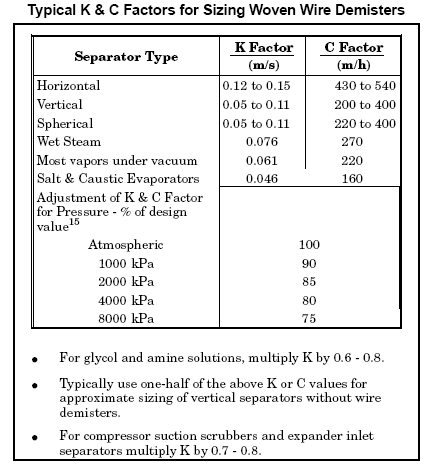 Typical K & C Factors for Sizing Woven Wire Demisters
Separator Type K Factor (m/s) C Factor (m/h)
Horizontal 0.12 to 0.15 430 to 540
Vertical 0.05 to 0.11 200 to 400
Spherical 0.05 to 0.11 220 to 400
Wet Steam 0.076 270
Most vapors under vacuum 0.061 220
Salt & Caustic Evaporators 0.046 160
Adjustment of K & C Factor
for Pressure - % of design
value15
Atmospheric 100
1000 kPa 90
2000 kPa 85
4000 kPa 80
8000 kPa 75
• For glycol and amine solutions, multiply K by 0.6 - 0.8.
• Typically use one-half of the above K or C values for
approximate sizing of vertical separators without wire
demisters.
• For compressor suction scrubbers and expander inlet
separators multiply K by 0.7 - 0.8.